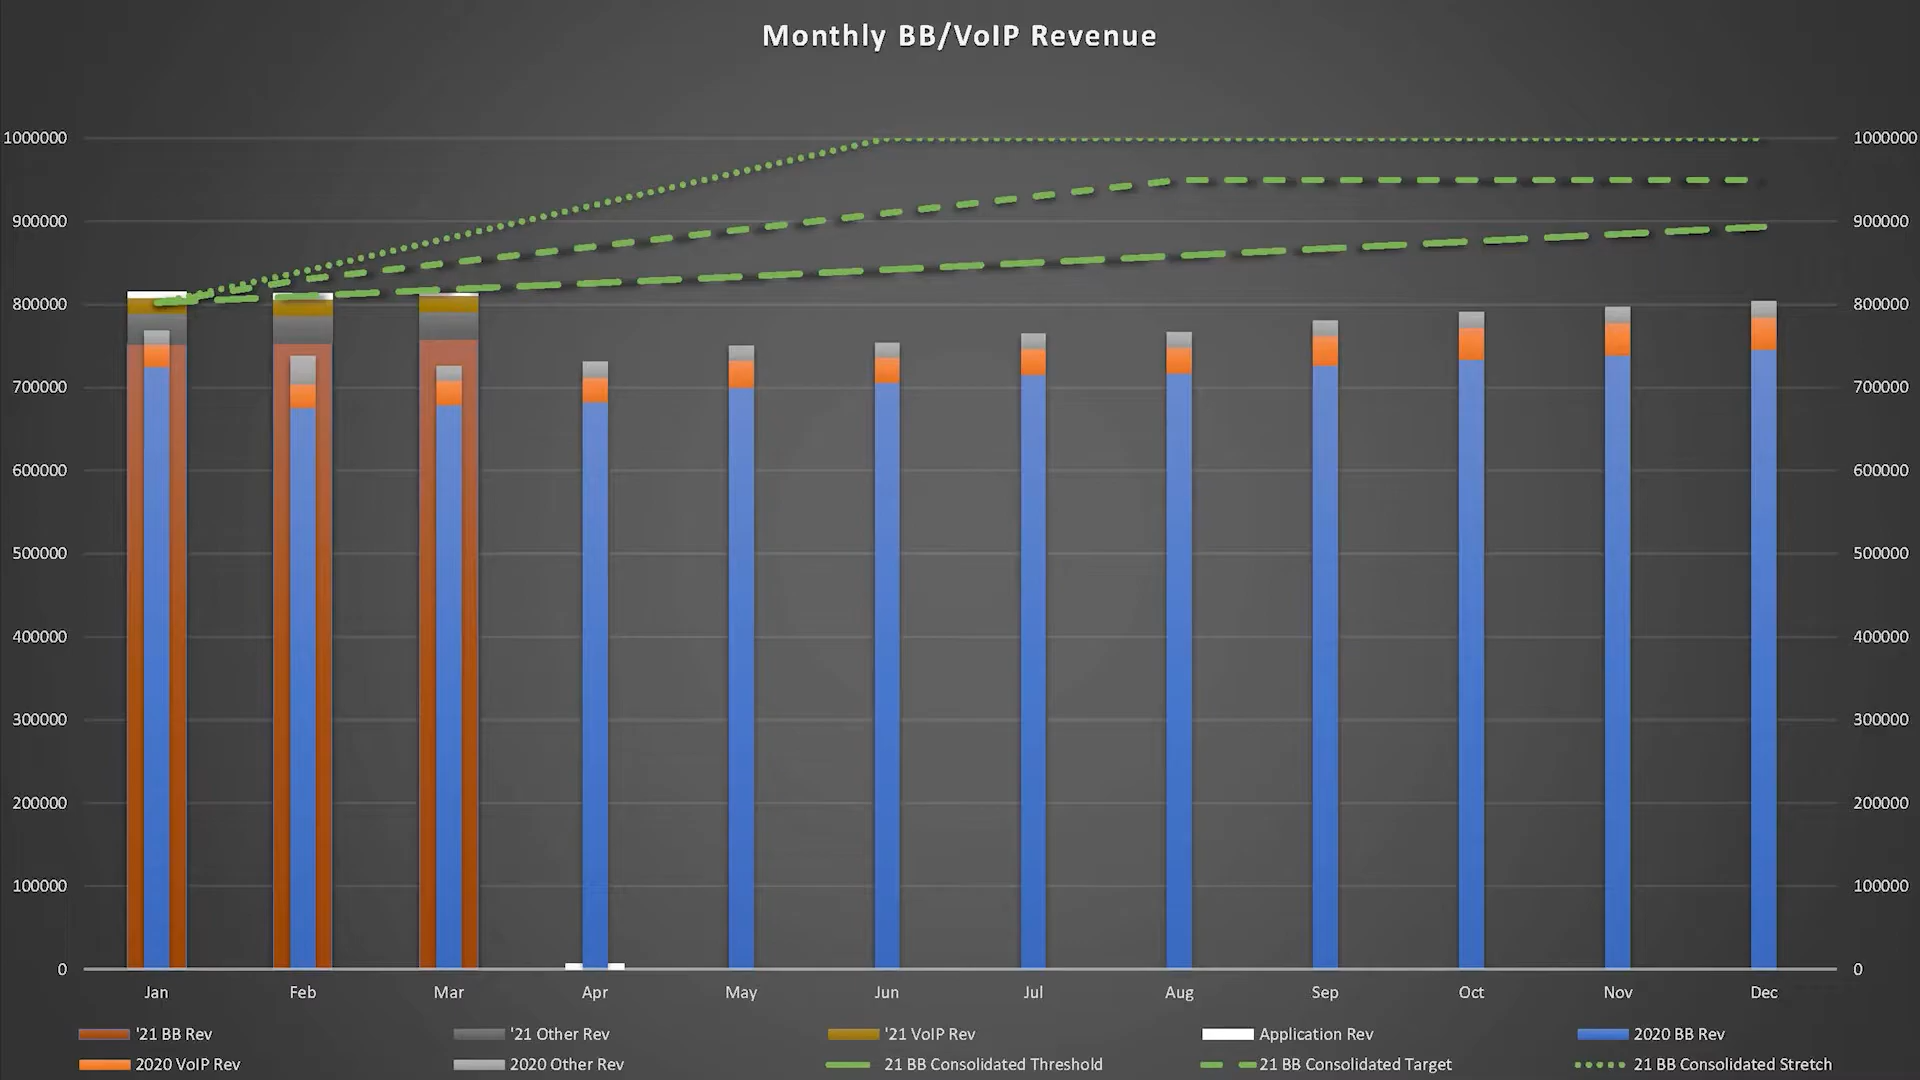 Monthly BB/VoIP Revenue
1000000 1000000
900000 900000
800000 800000
700000 700000
600000 600000
500000 500000
400000 400000
300000 300000
200000 200000
100000 100000
0 0
Jan Feb Mar Apr May Jun Jul Aug Sep Oct Nov Dec
'21 BB Rev '21 Other Rev '21 VoIP Rev Application Rev 2020 BB Rev
2020 VoIP Rev 2020 Other Rev 21 BB Consolidated Threshold 21 BB Consolidated Target 21 BB Consolidated Stretch